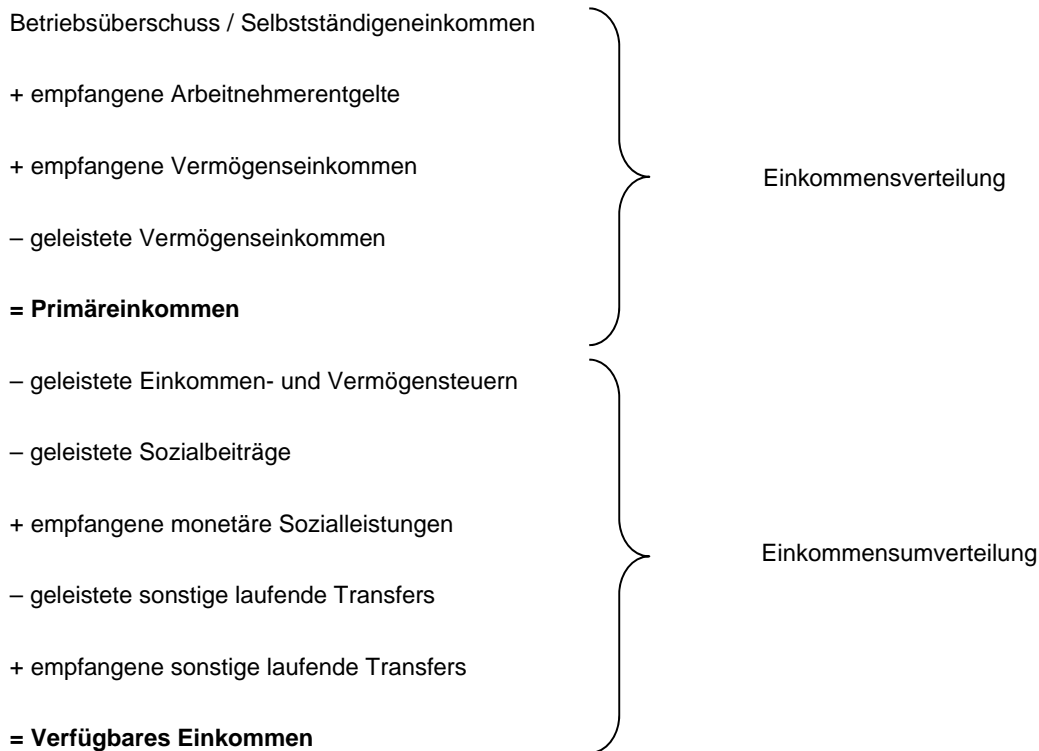 Betriebsüberschuss / Selbstständigeneinkommen
+ empfangene Arbeitnehmerentgelte
+ empfangene Vermögenseinkommen
Einkommensverteilung
– geleistete Vermögenseinkommen
= Primäreinkommen
– geleistete Einkommen- und Vermögensteuern
– geleistete Sozialbeiträge
+ empfangene monetäre Sozialleistungen
Einkommensumverteilung
– geleistete sonstige laufende Transfers
+ empfangene sonstige laufende Transfers
= Verfügbares Einkommen